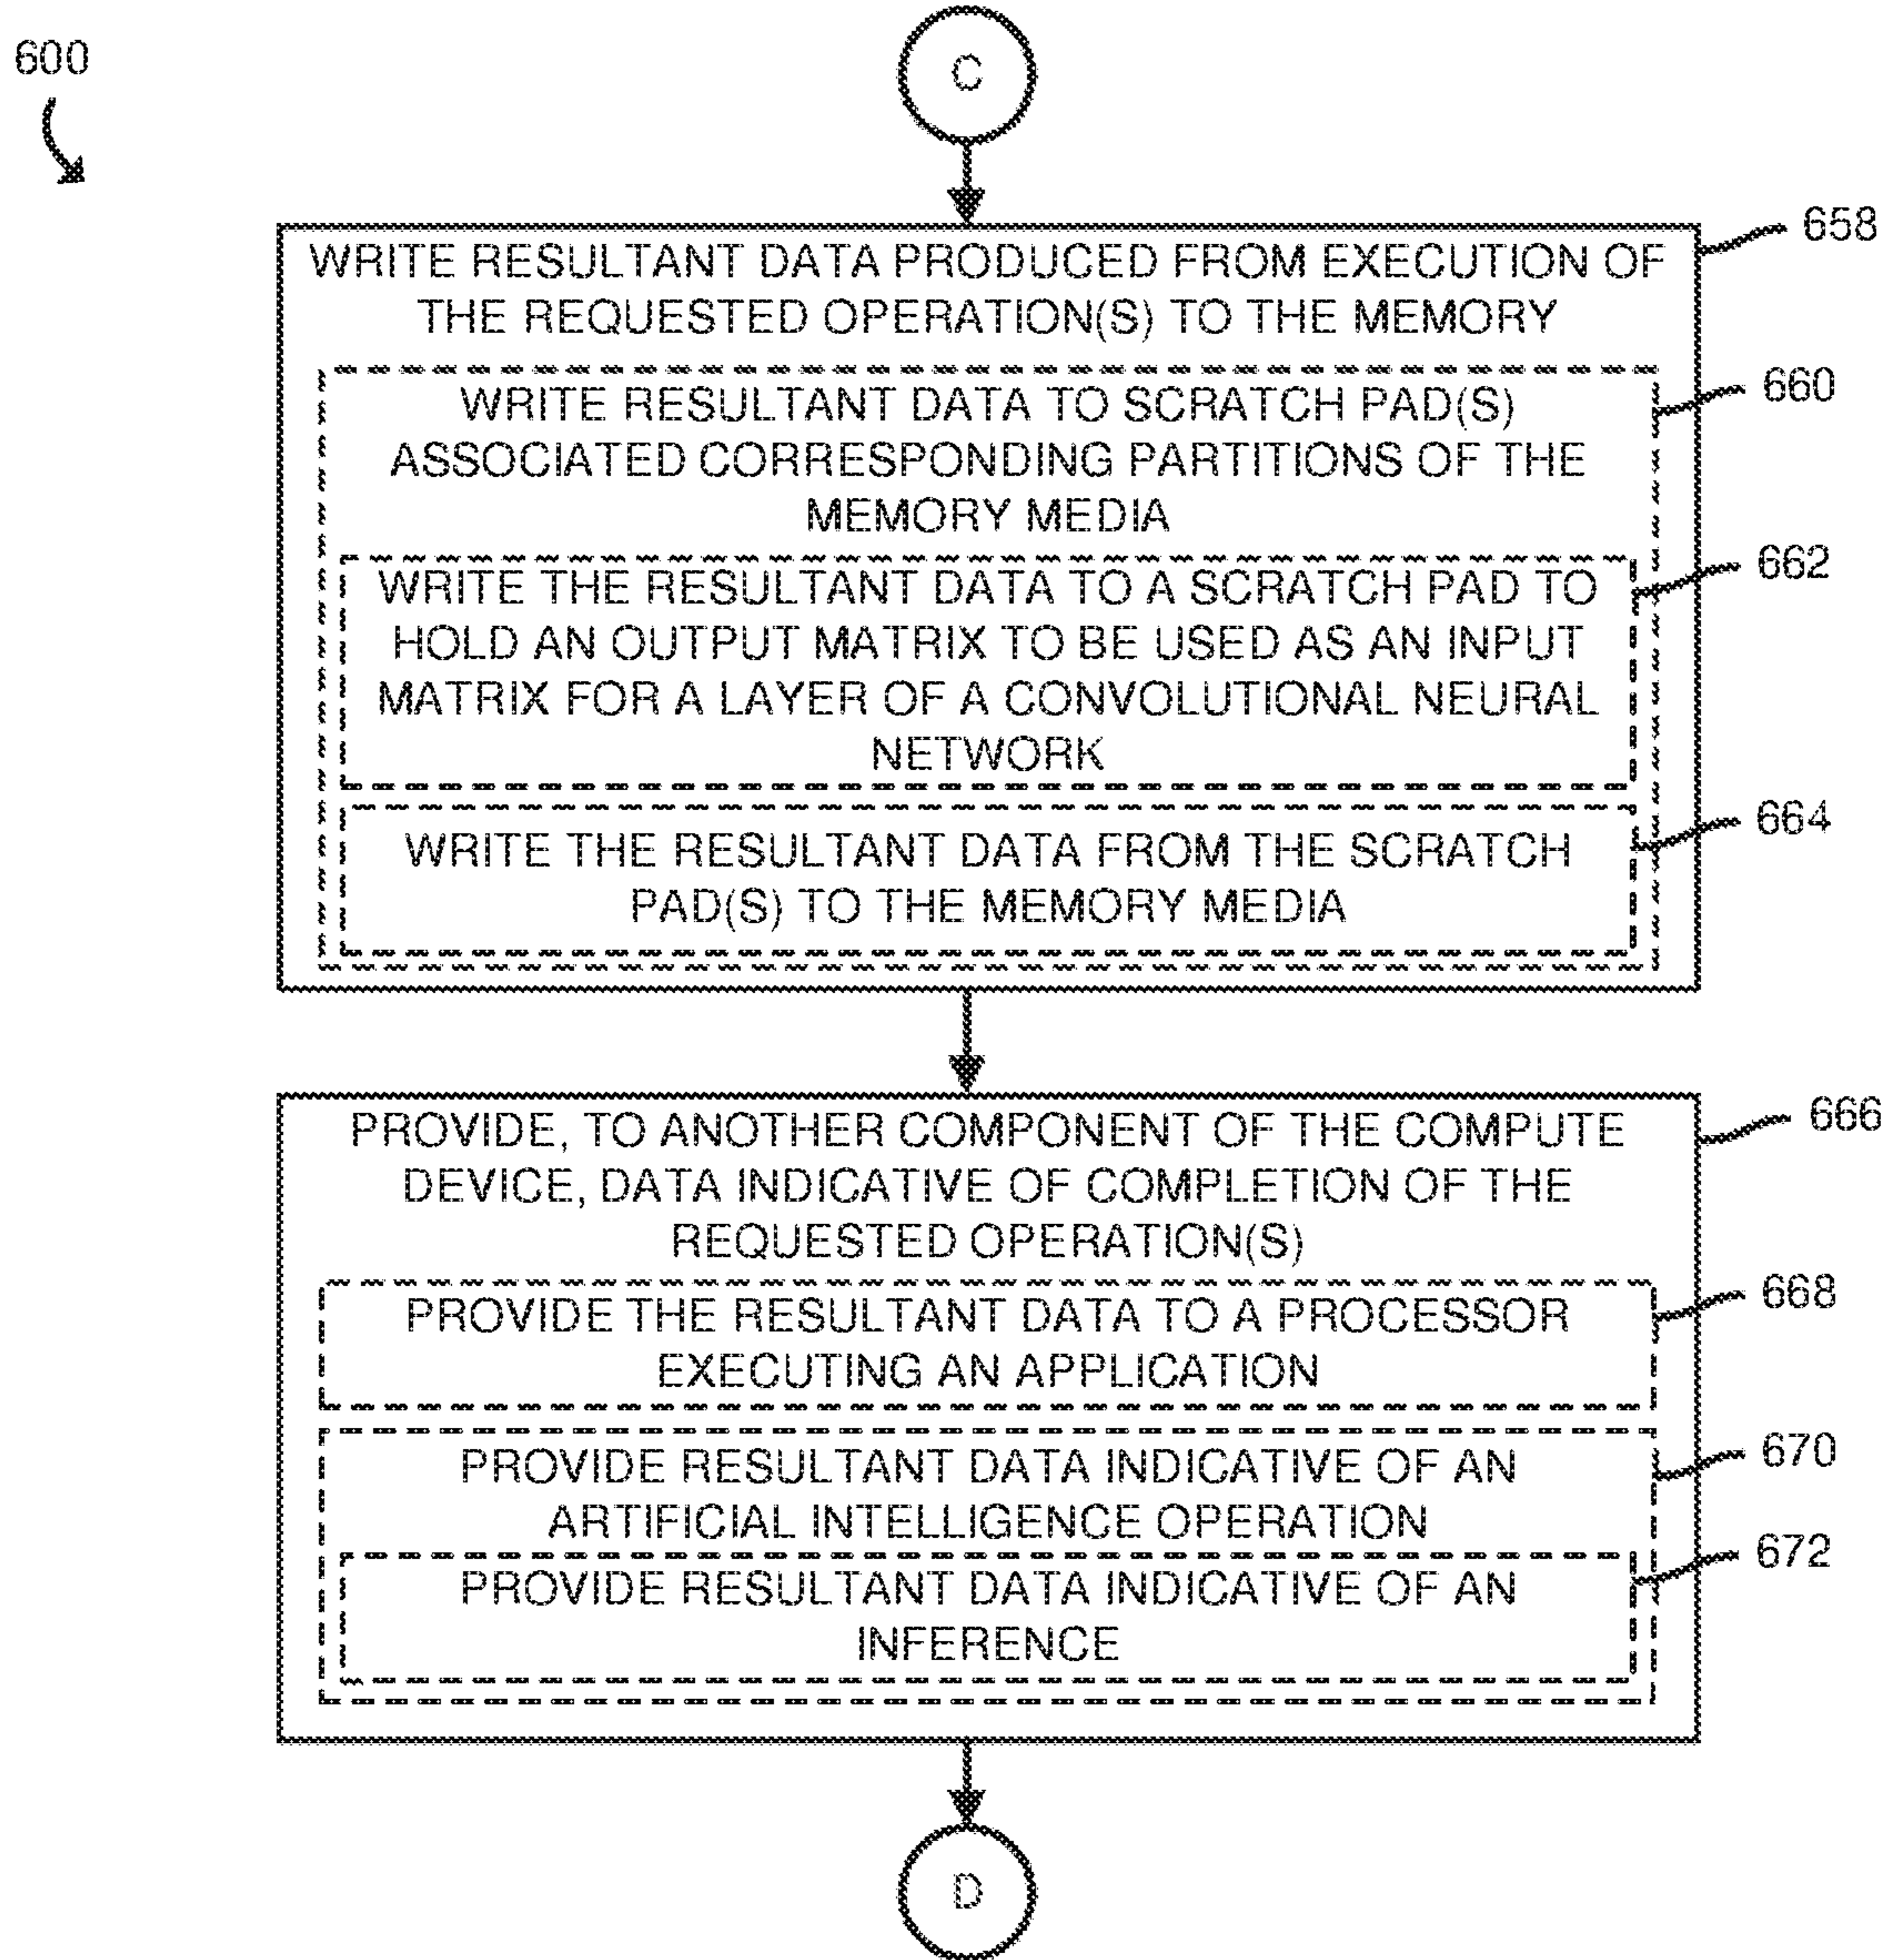 600
C
658
WRITE RESULTANT DATA PRODUCED FROM EXECUTION OF
THE REQUESTED OPERATION(S) TO THE MEMORY
660
WRITE RESULTANT DATA TO SCRATCH PAD(S)
ASSOCIATED CORRESPONDING PARTITIONS OF THE
MEMORY MEDIA
662
WRITE THE RESULTANT DATA TO A SCRATCH PAD TO
HOLD AN OUTPUT MATRIX TO BE USED AS AN INPUT
MATRIX FOR A LAYER OF A CONVOLUTIONAL NEURAL
NETWORK
664
WRITE THE RESULTANT DATA FROM THE SCRATCH
PAD(S) TO THE MEMORY MEDIA
666
PROVIDE, TO ANOTHER COMPONENT OF THE COMPUTE
DEVICE, DATA INDICATIVE OF COMPLETION OF THE
REQUESTED OPERATION(S)
668
PROVIDE THE RESULTANT DATA TO A PROCESSOR
EXECUTING AN APPLICATION
670
PROVIDE RESULTANT DATA INDICATIVE OF AN
ARTIFICIAL INTELLIGENCE OPERATION
672
PROVIDE RESULTANT DATA INDICATIVE OF AN
INFERENCE
D